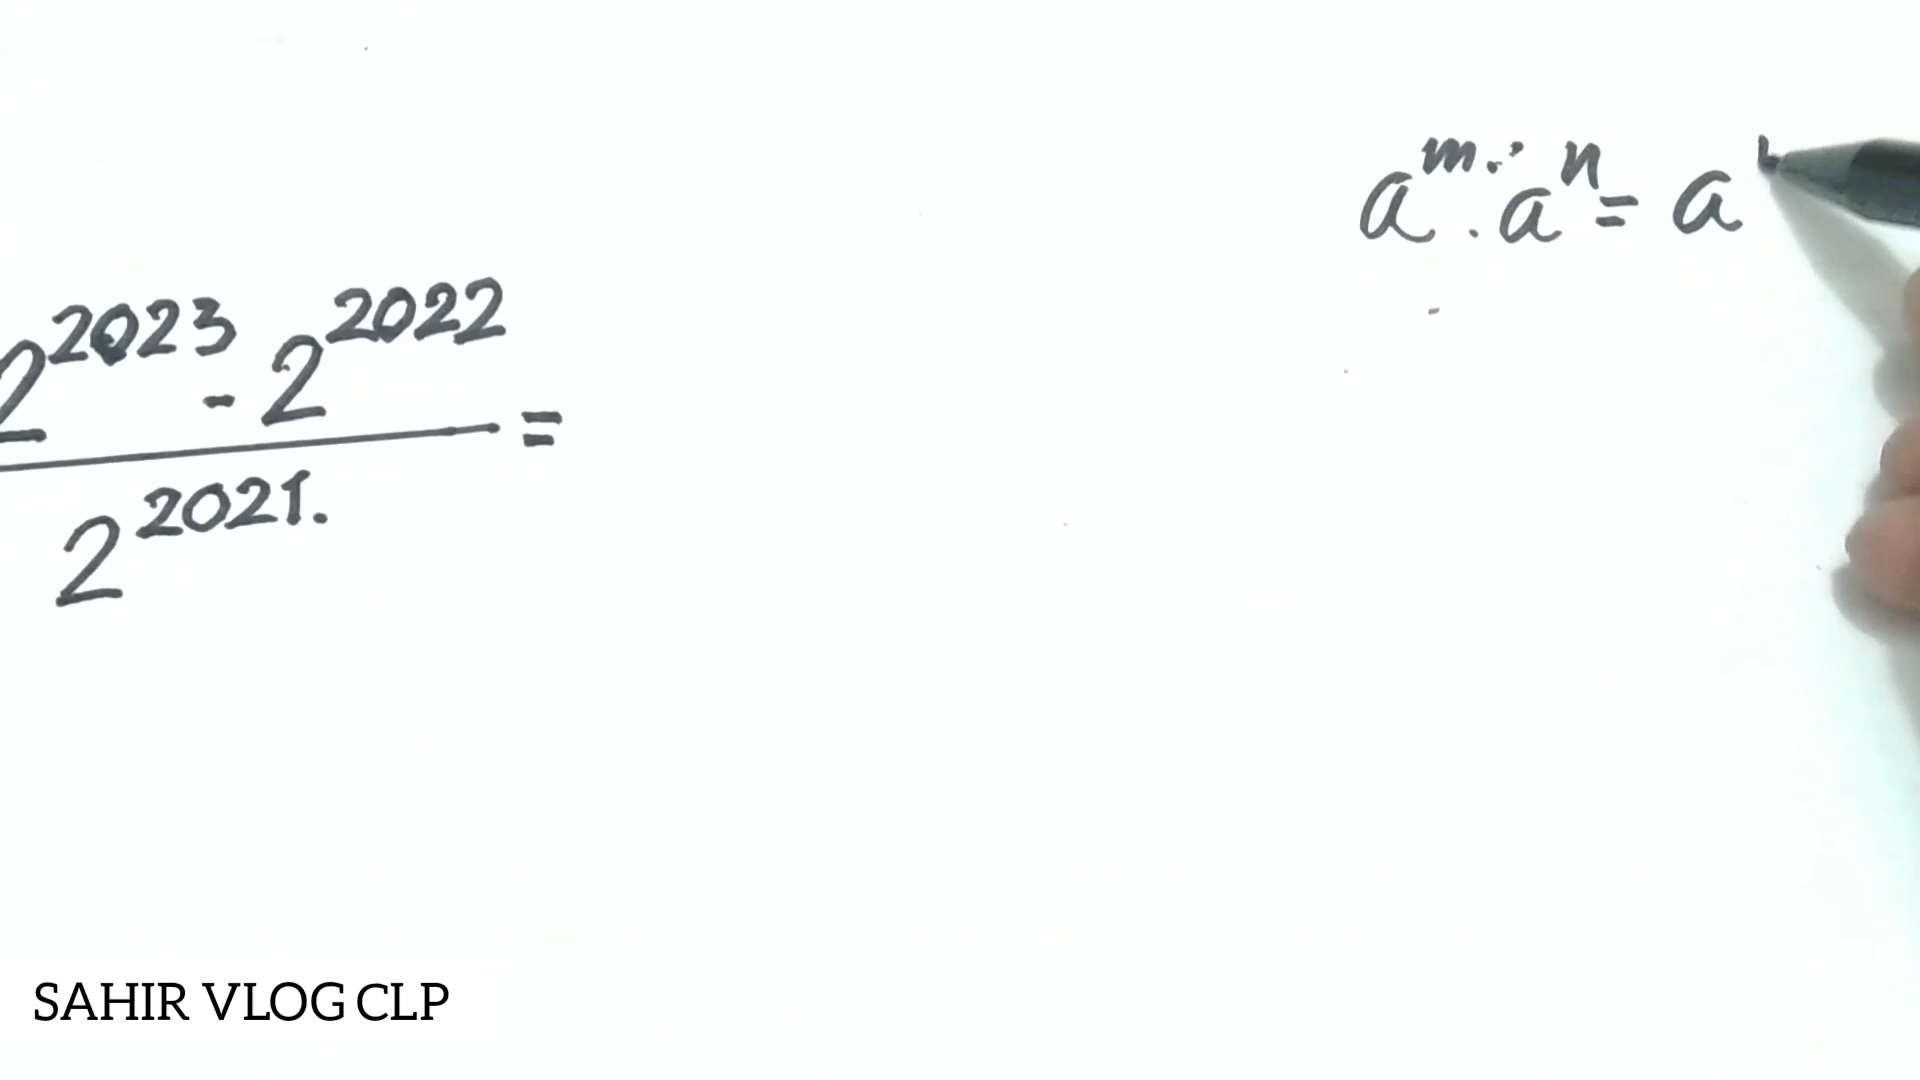 a^m . a^n = a
2^2023 - 2^2022 =
2^2021.
SAHIR VLOG CLP